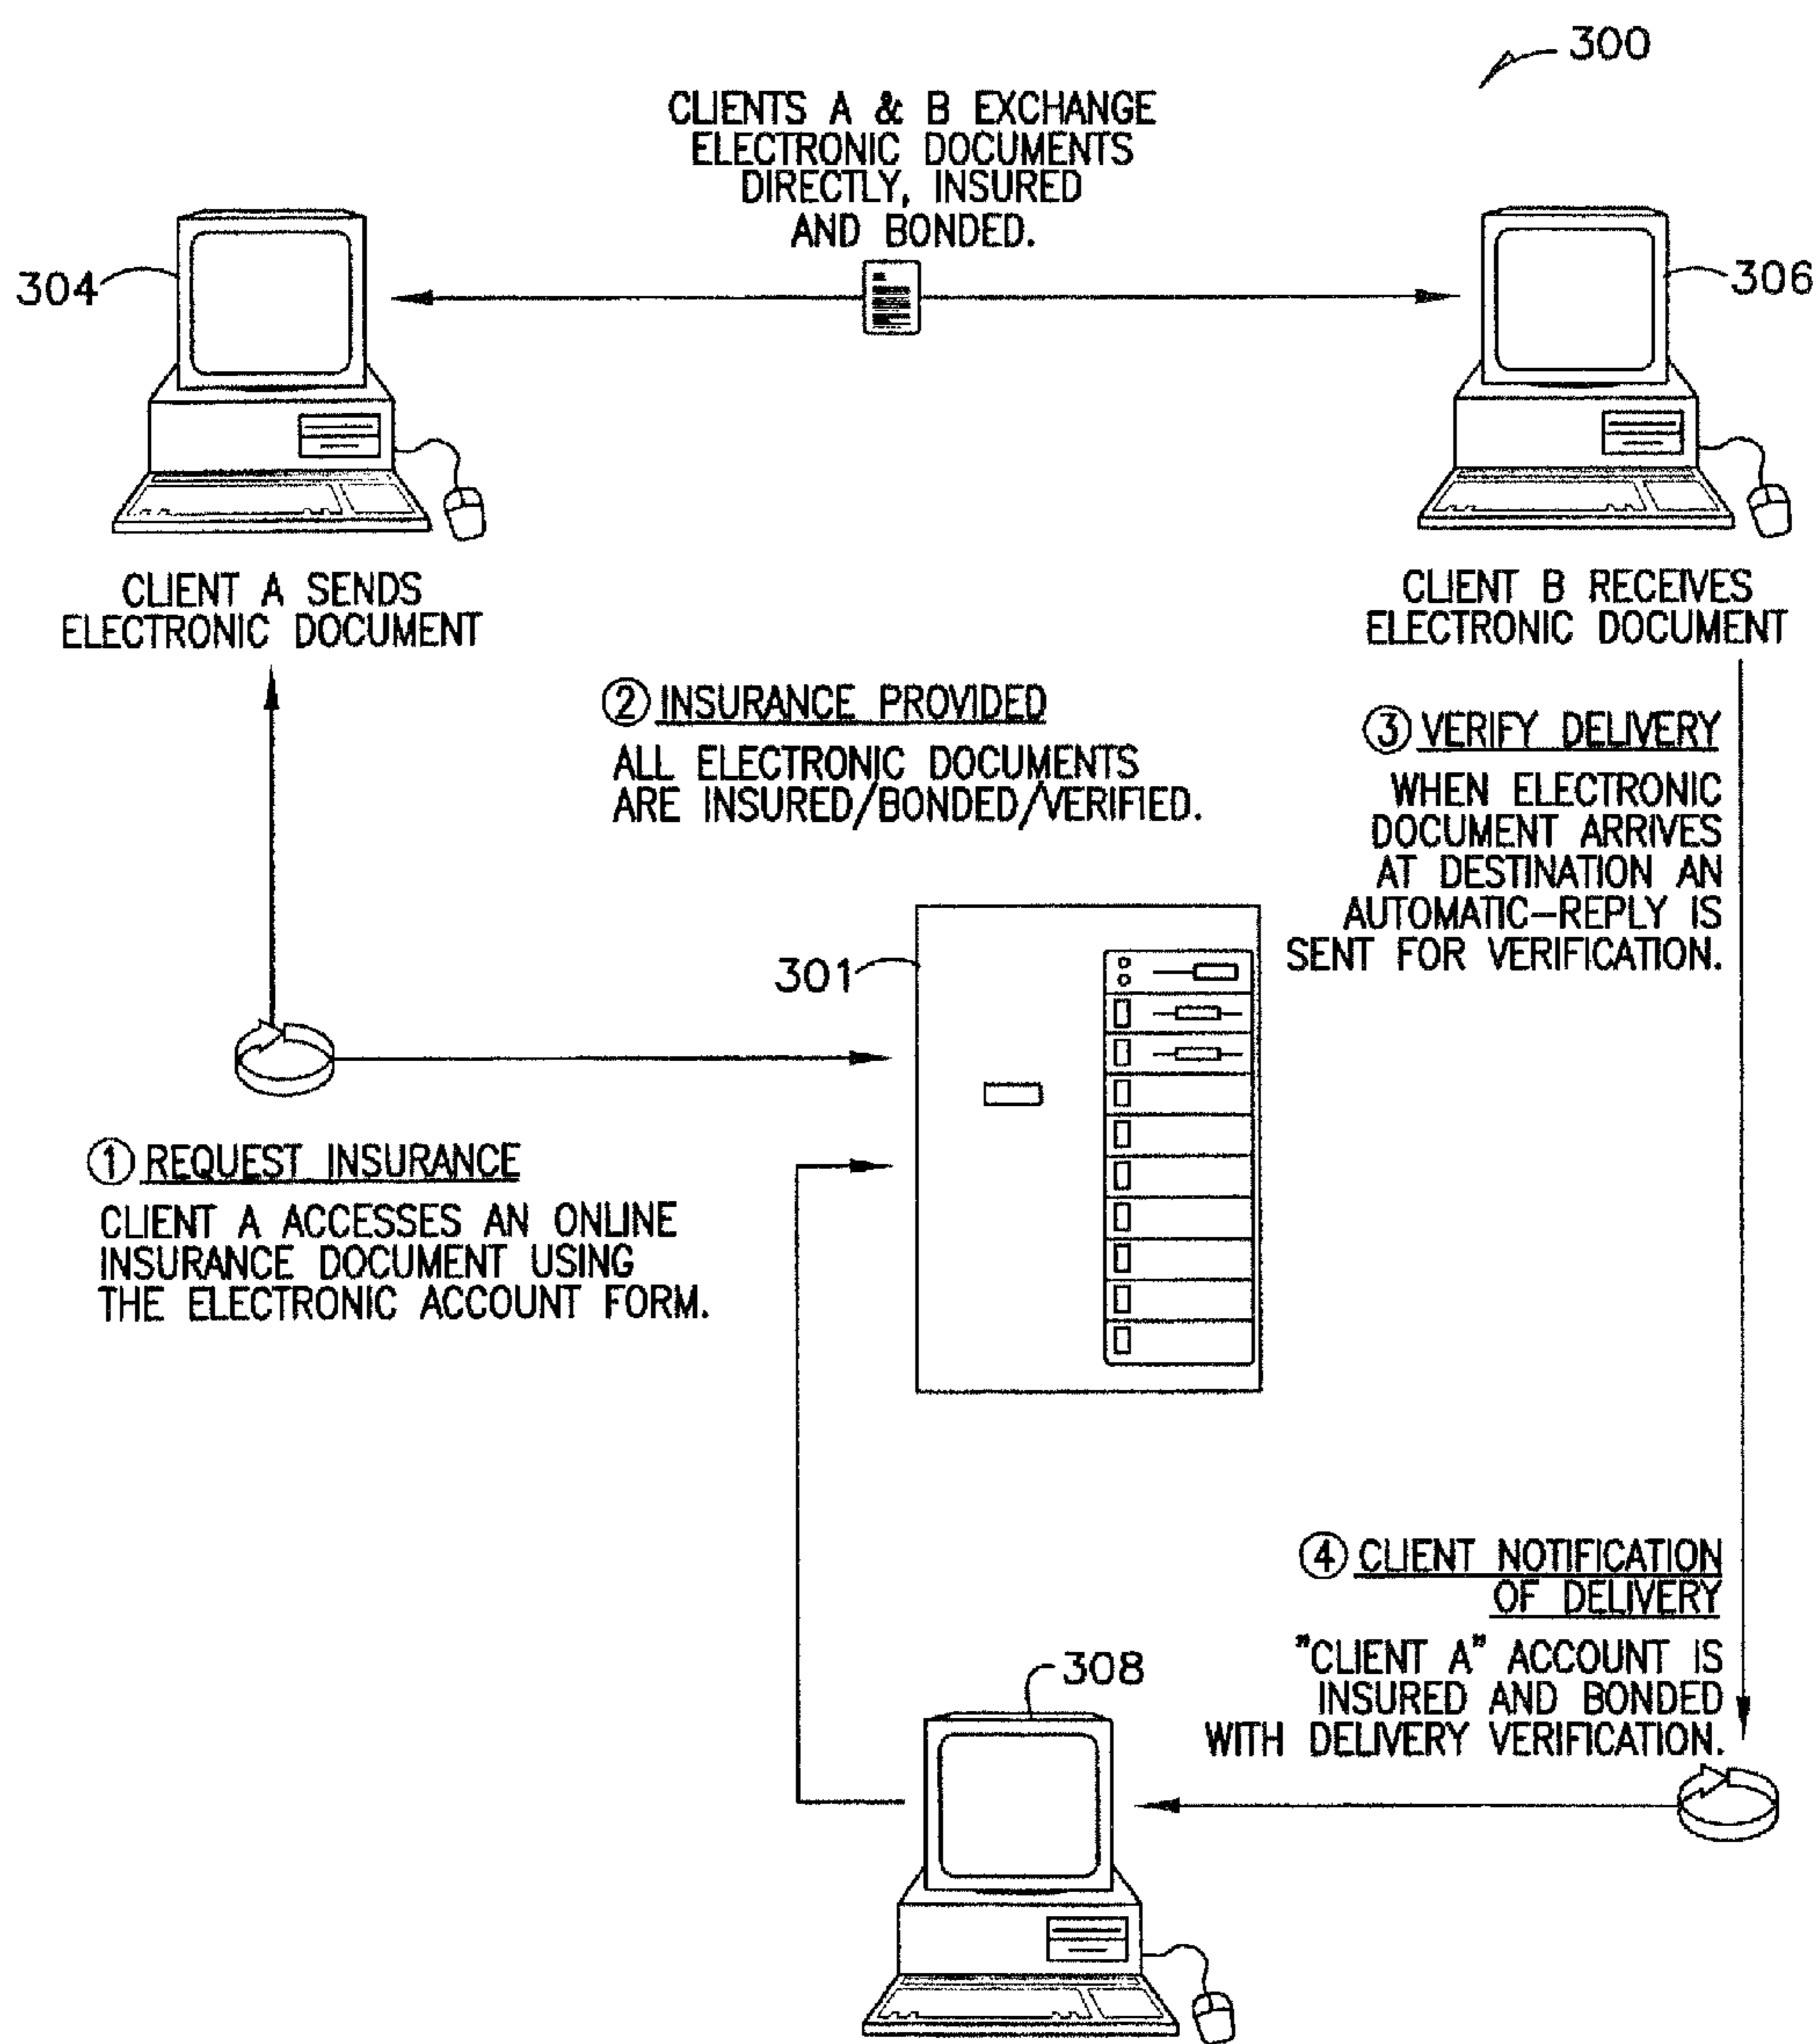 300
CLIENTS A & B EXCHANGE
ELECTRONIC DOCUMENTS
DIRECTLY, INSURED
AND BONDED.
304
306
CLIENT A SENDS
ELECTRONIC DOCUMENT
CLIENT B RECEIVES
ELECTRONIC DOCUMENT
② INSURANCE PROVIDED
ALL ELECTRONIC DOCUMENTS
ARE INSURED/BONDED/VERIFIED.
③ VERIFY DELIVERY
WHEN ELECTRONIC
DOCUMENT ARRIVES
AT DESTINATION AN
AUTOMATIC-REPLY IS
SENT FOR VERIFICATION.
301
① REQUEST INSURANCE
CLIENT A ACCESSES AN ONLINE
INSURANCE DOCUMENT USING
THE ELECTRONIC ACCOUNT FORM.
④ CLIENT NOTIFICATION
OF DELIVERY
"CLIENT A" ACCOUNT IS
INSURED AND BONDED
WITH DELIVERY VERIFICATION.
308